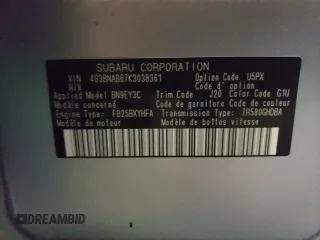 SUBARU CORPORATION
VIN 4S3BNAB67K3038361 Option Code U5PX
NIV
Applied Model BN9EY3C Trim Code J20 Color Code G1U
Modèle concerné Code de garniture Code de couleur
Engine Type FB25BXYHFA Transmission Type TR580GHDBA
Modèle de moteur Modèle de boîtes vitesse
DREAMBID